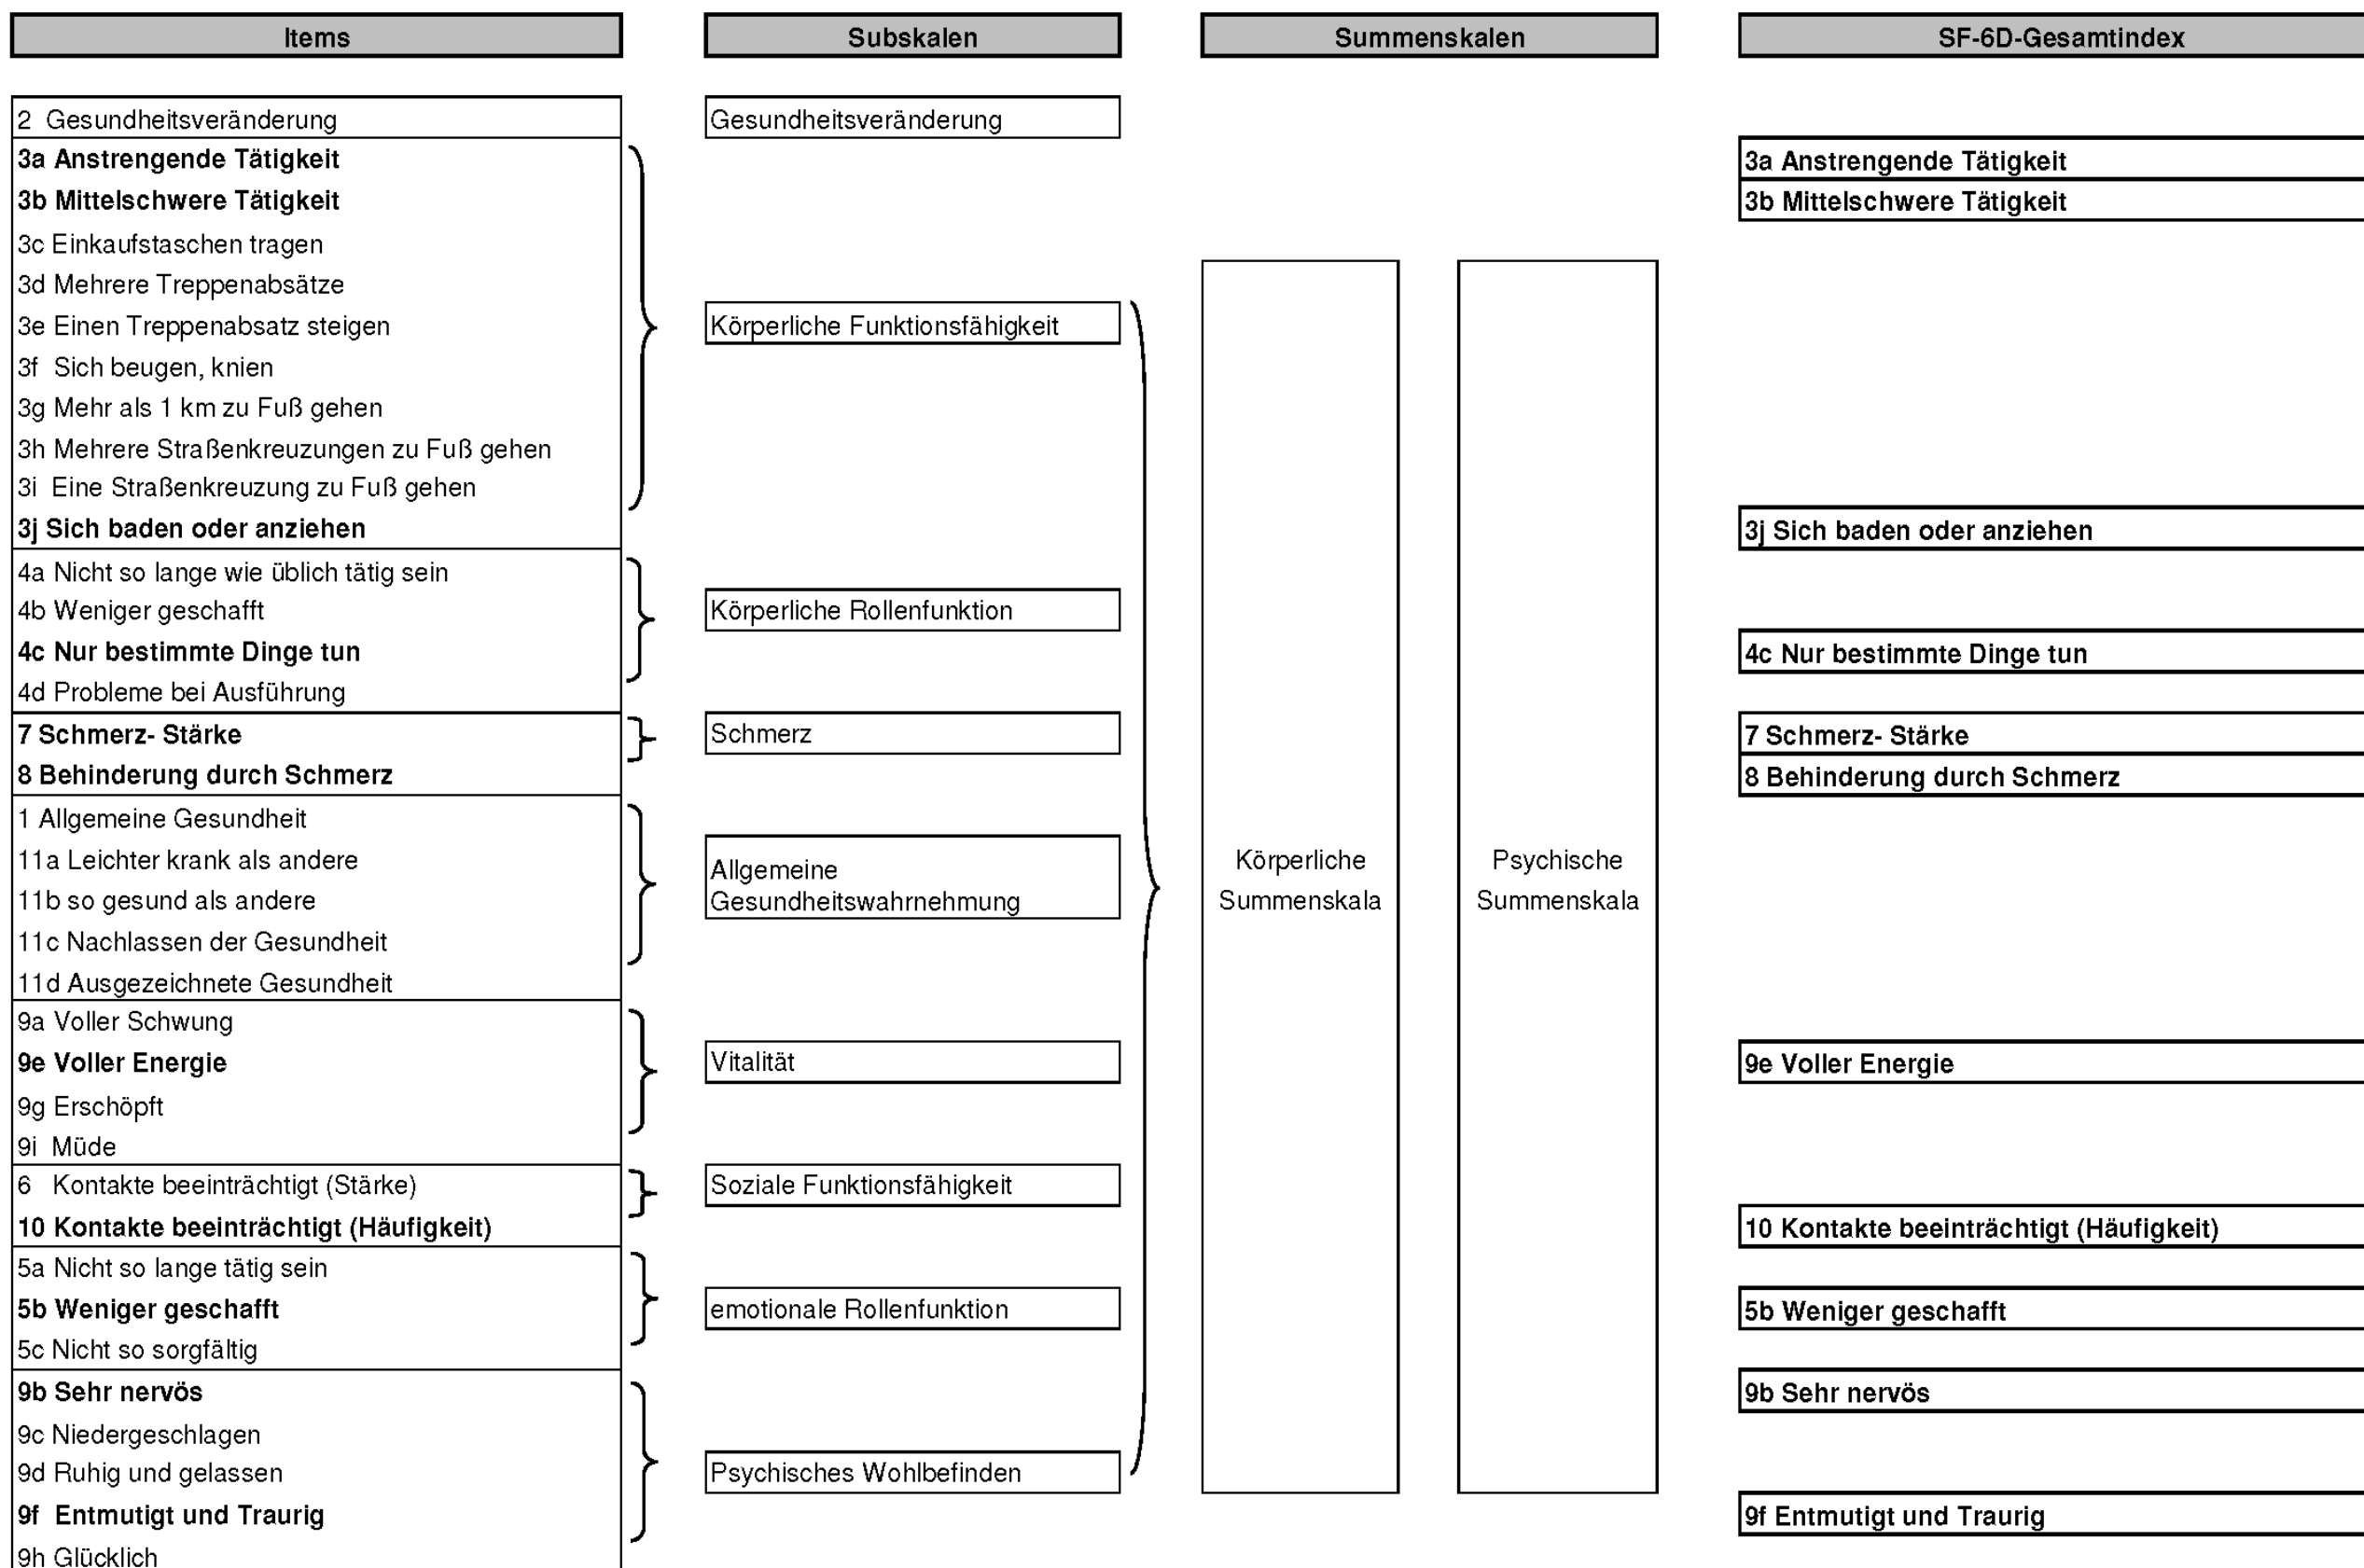 Items
Subskalen
Summenskalen
SF-6D-Gesamtindex
2 Gesundheitsveränderung
3a Anstrengende Tätigkeit
3b Mittelschwere Tätigkeit
3c Einkaufstaschen tragen
3d Mehrere Treppenabsätze
3e Einen Treppenabsatz steigen
3f Sich beugen, knien
3g Mehr als 1 km zu Fuß gehen
3h Mehrere Straßenkreuzungen zu Fuß gehen
3i Eine Straßenkreuzung zu Fuß gehen
3j Sich baden oder anziehen
4a Nicht so lange wie üblich tätig sein
4b Weniger geschafft
4c Nur bestimmte Dinge tun
4d Probleme bei Ausführung
7 Schmerz- Stärke
8 Behinderung durch Schmerz
1 Allgemeine Gesundheit
11a Leichter krank als andere
11b so gesund als andere
11c Nachlassen der Gesundheit
11d Ausgezeichnete Gesundheit
9a Voller Schwung
9e Voller Energie
9g Erschöpft
9i Müde
6 Kontakte beeinträchtigt (Stärke)
10 Kontakte beeinträchtigt (Häufigkeit)
5a Nicht so lange tätig sein
5b Weniger geschafft
5c Nicht so sorgfältig
9b Sehr nervös
9c Niedergeschlagen
9d Ruhig und gelassen
9f Entmutigt und Traurig
9h Glücklich
Gesundheitsveränderung
Körperliche Funktionsfähigkeit
Körperliche Rollenfunktion
Schmerz
Allgemeine
Gesundheitswahrnehmung
Vitalität
Soziale Funktionsfähigkeit
emotionale Rollenfunktion
Psychisches Wohlbefinden
Körperliche
Summenskala
Psychische
Summenskala
3a Anstrengende Tätigkeit
3b Mittelschwere Tätigkeit
3j Sich baden oder anziehen
4c Nur bestimmte Dinge tun
7 Schmerz- Stärke
8 Behinderung durch Schmerz
9e Voller Energie
10 Kontakte beeinträchtigt (Häufigkeit)
5b Weniger geschafft
9b Sehr nervös
9f Entmutigt und Traurig